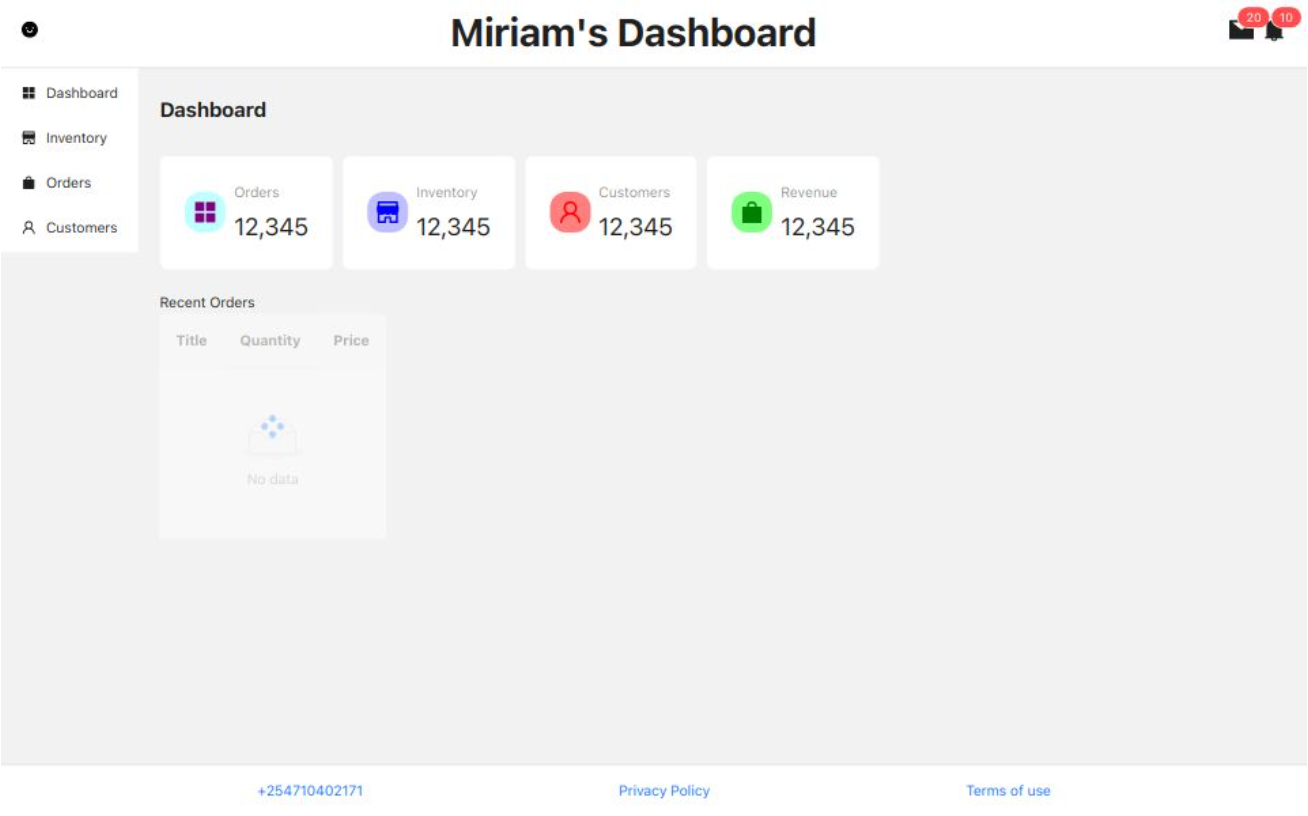 Miriam's Dashboard
20 10
Dashboard
Inventory
Orders
Customers
Dashboard
Orders
12,345
Inventory
12,345
Customers
12,345
Revenue
12,345
Recent Orders
Title Quantity Price
No data
+254710402171 Privacy Policy Terms of use